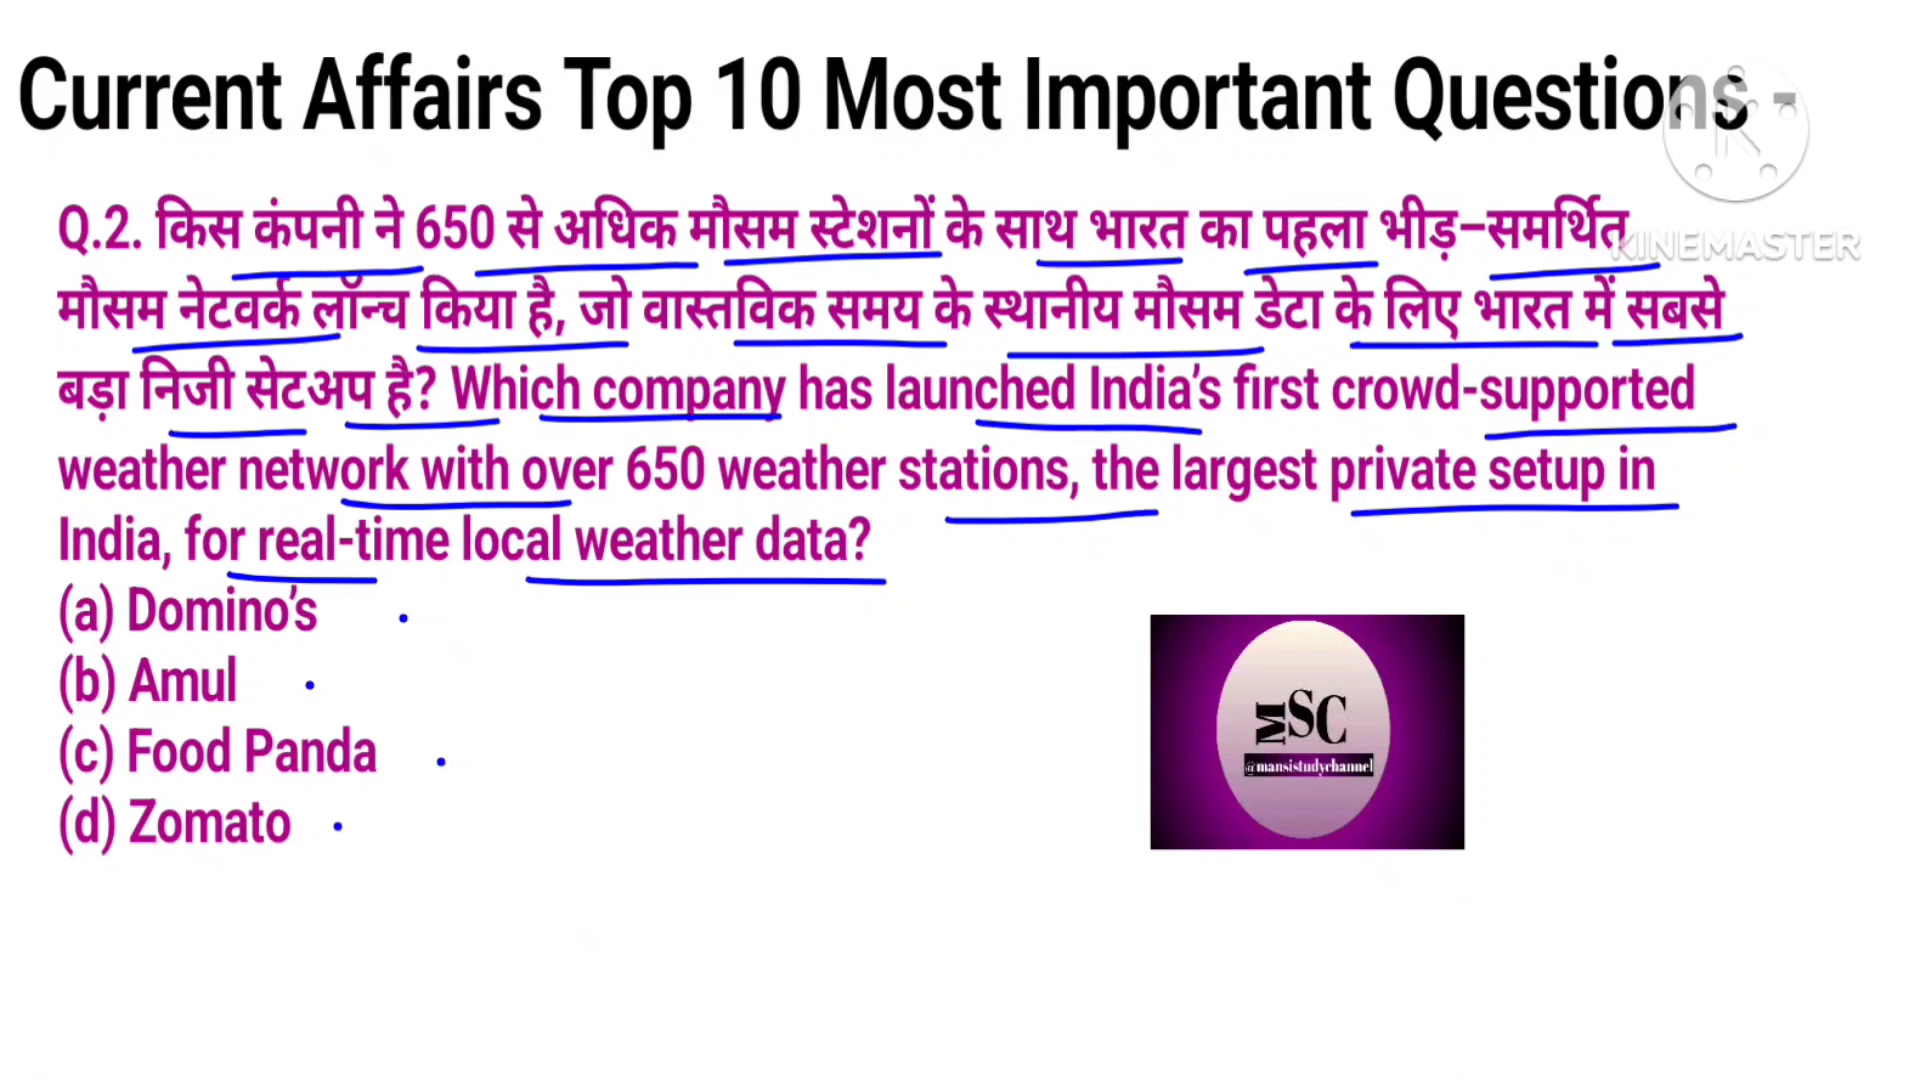 Current Affairs Top 10 Most Important Questions -
KINEMASTER
Q.2. किस कंपनी ने 650 से अधिक मौसम स्टेशनों के साथ भारत का पहला भीड़-समर्थित
मौसम नेटवर्क लॉन्च किया है, जो वास्तविक समय के स्थानीय मौसम डेटा के लिए भारत में सबसे
बड़ा निजी सेटअप है? Which company has launched India’s first crowd-supported
weather network with over 650 weather stations, the largest private setup in
India, for real-time local weather data?
(a) Domino’s
(b) Amul
(c) Food Panda
(d) Zomato
MSC
@mansistudychannel